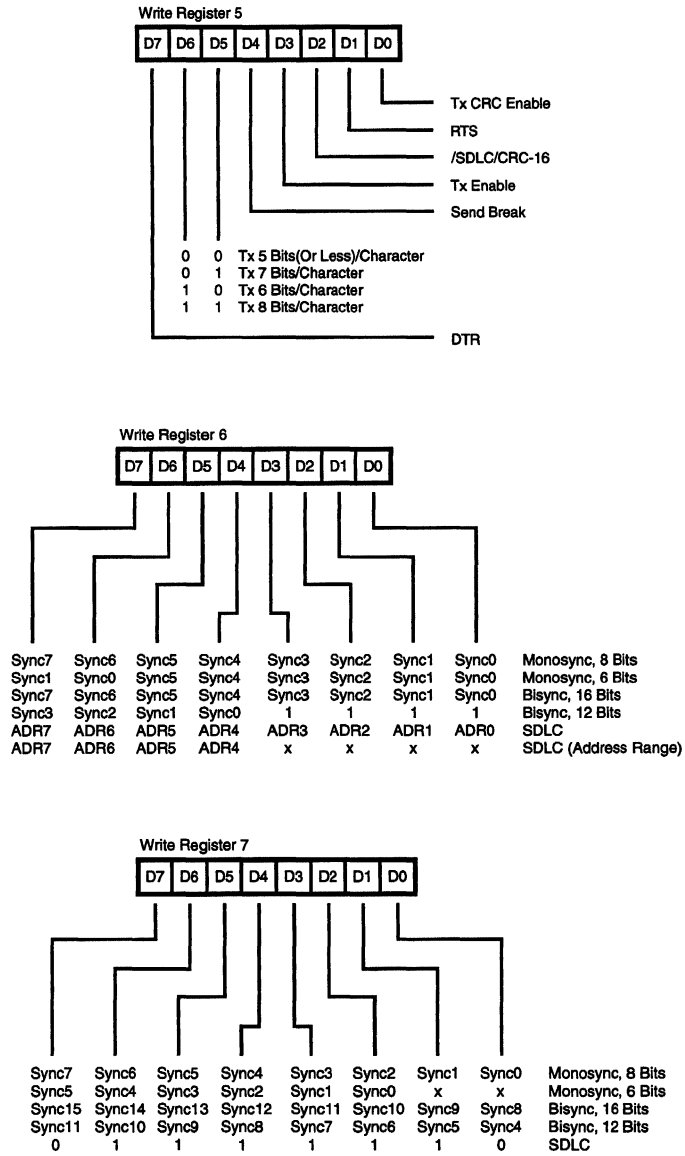 Write Register 5
D7 D6 D5 D4 D3 D2 D1 D0
Tx CRC Enable
RTS
/SDLC/CRC-16
Tx Enable
Send Break
0 0 Tx 5 Bits(Or Less)/Character
0 1 Tx 7 Bits/Character
1 0 Tx 6 Bits/Character
1 1 Tx 8 Bits/Character
DTR
Write Register 6
D7 D6 D5 D4 D3 D2 D1 D0
Sync7 Sync6 Sync5 Sync4 Sync3 Sync2 Sync1 Sync0 Monosync, 8 Bits
Sync1 Sync0 Sync5 Sync4 Sync3 Sync2 Sync1 Sync0 Monosync, 6 Bits
Sync7 Sync6 Sync5 Sync4 Sync3 Sync2 Sync1 Sync0 Bisync, 16 Bits
Sync3 Sync2 Sync1 Sync0 1 1 1 1 Bisync, 12 Bits
ADR7 ADR6 ADR5 ADR4 ADR3 ADR2 ADR1 ADR0 SDLC
ADR7 ADR6 ADR5 ADR4 x x x x SDLC (Address Range)
Write Register 7
D7 D6 D5 D4 D3 D2 D1 D0
Sync7 Sync6 Sync5 Sync4 Sync3 Sync2 Sync1 Sync0 Monosync, 8 Bits
Sync5 Sync4 Sync3 Sync2 Sync1 Sync0 x x Monosync, 6 Bits
Sync15 Sync14 Sync13 Sync12 Sync11 Sync10 Sync9 Sync8 Bisync, 16 Bits
Sync11 Sync10 Sync9 Sync8 Sync7 Sync6 Sync5 Sync4 Bisync, 12 Bits
0 1 1 1 1 1 1 0 SDLC